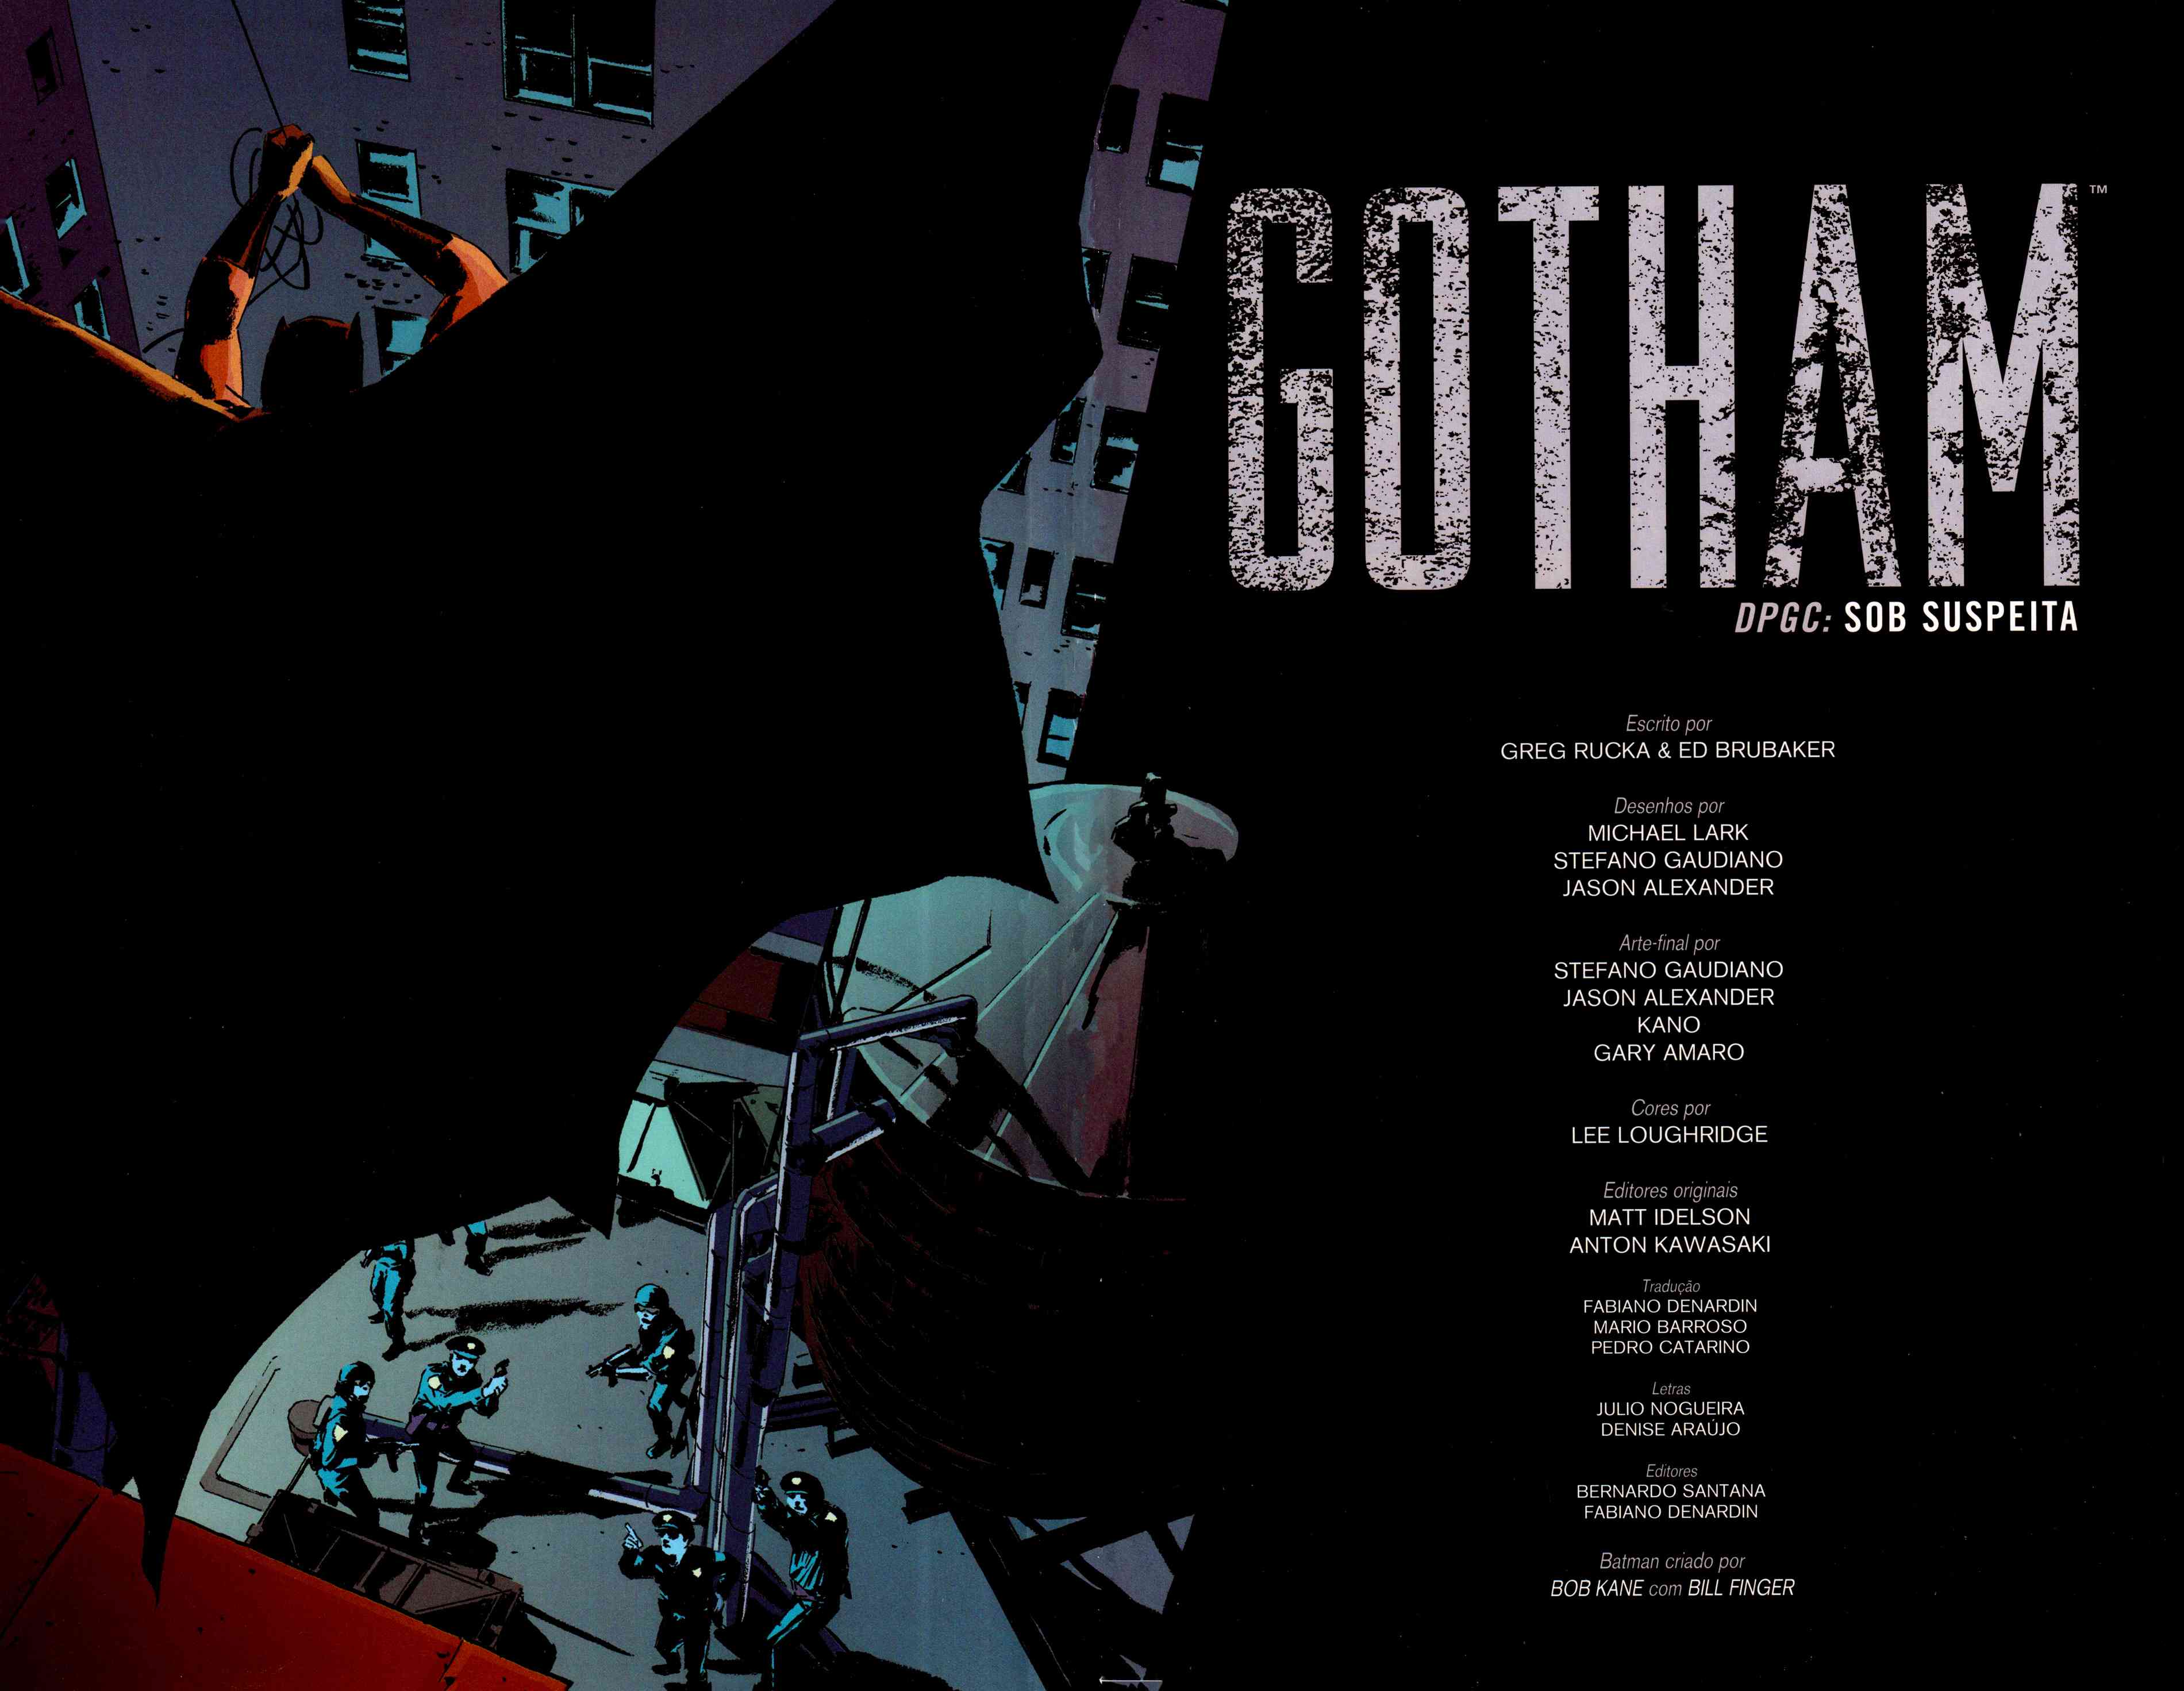 GOTHAM™
DPGC: SOB SUSPEITA
Escrito por
GREG RUCKA & ED BRUBAKER
Desenhos por
MICHAEL LARK
STEFANO GAUDIANO
JASON ALEXANDER
Arte-final por
STEFANO GAUDIANO
JASON ALEXANDER
KANO
GARY AMARO
Cores por
LEE LOUGHRIDGE
Editores originais
MATT IDELSON
ANTON KAWASAKI
Tradução
FABIANO DENARDIN
MARIO BARROSO
PEDRO CATARINO
Letras
JULIO NOGUEIRA
DENISE ARAÚJO
Editores
BERNARDO SANTANA
FABIANO DENARDIN
Batman criado por
BOB KANE com BILL FINGER